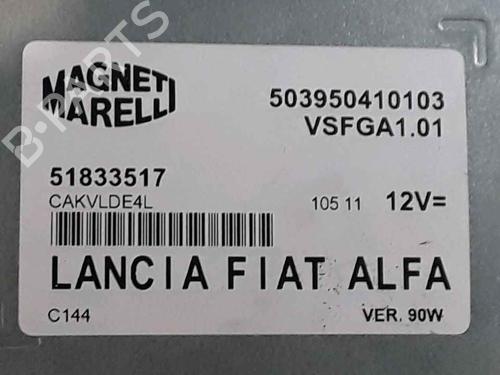 MAGNETI MARELLI
503950410103
VSFGA1.01
51833517
CAKVLDE4L
105 11 12V=
LANCIA FIAT ALFA
C144 VER. 90W
B-PARTS